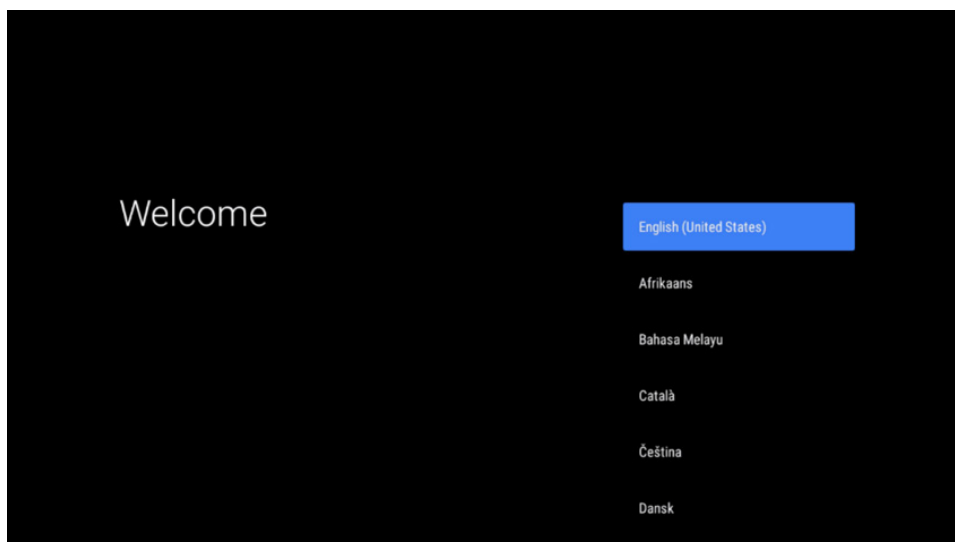 Welcome
English (United States)
Afrikaans
Bahasa Melayu
Català
Čeština
Dansk